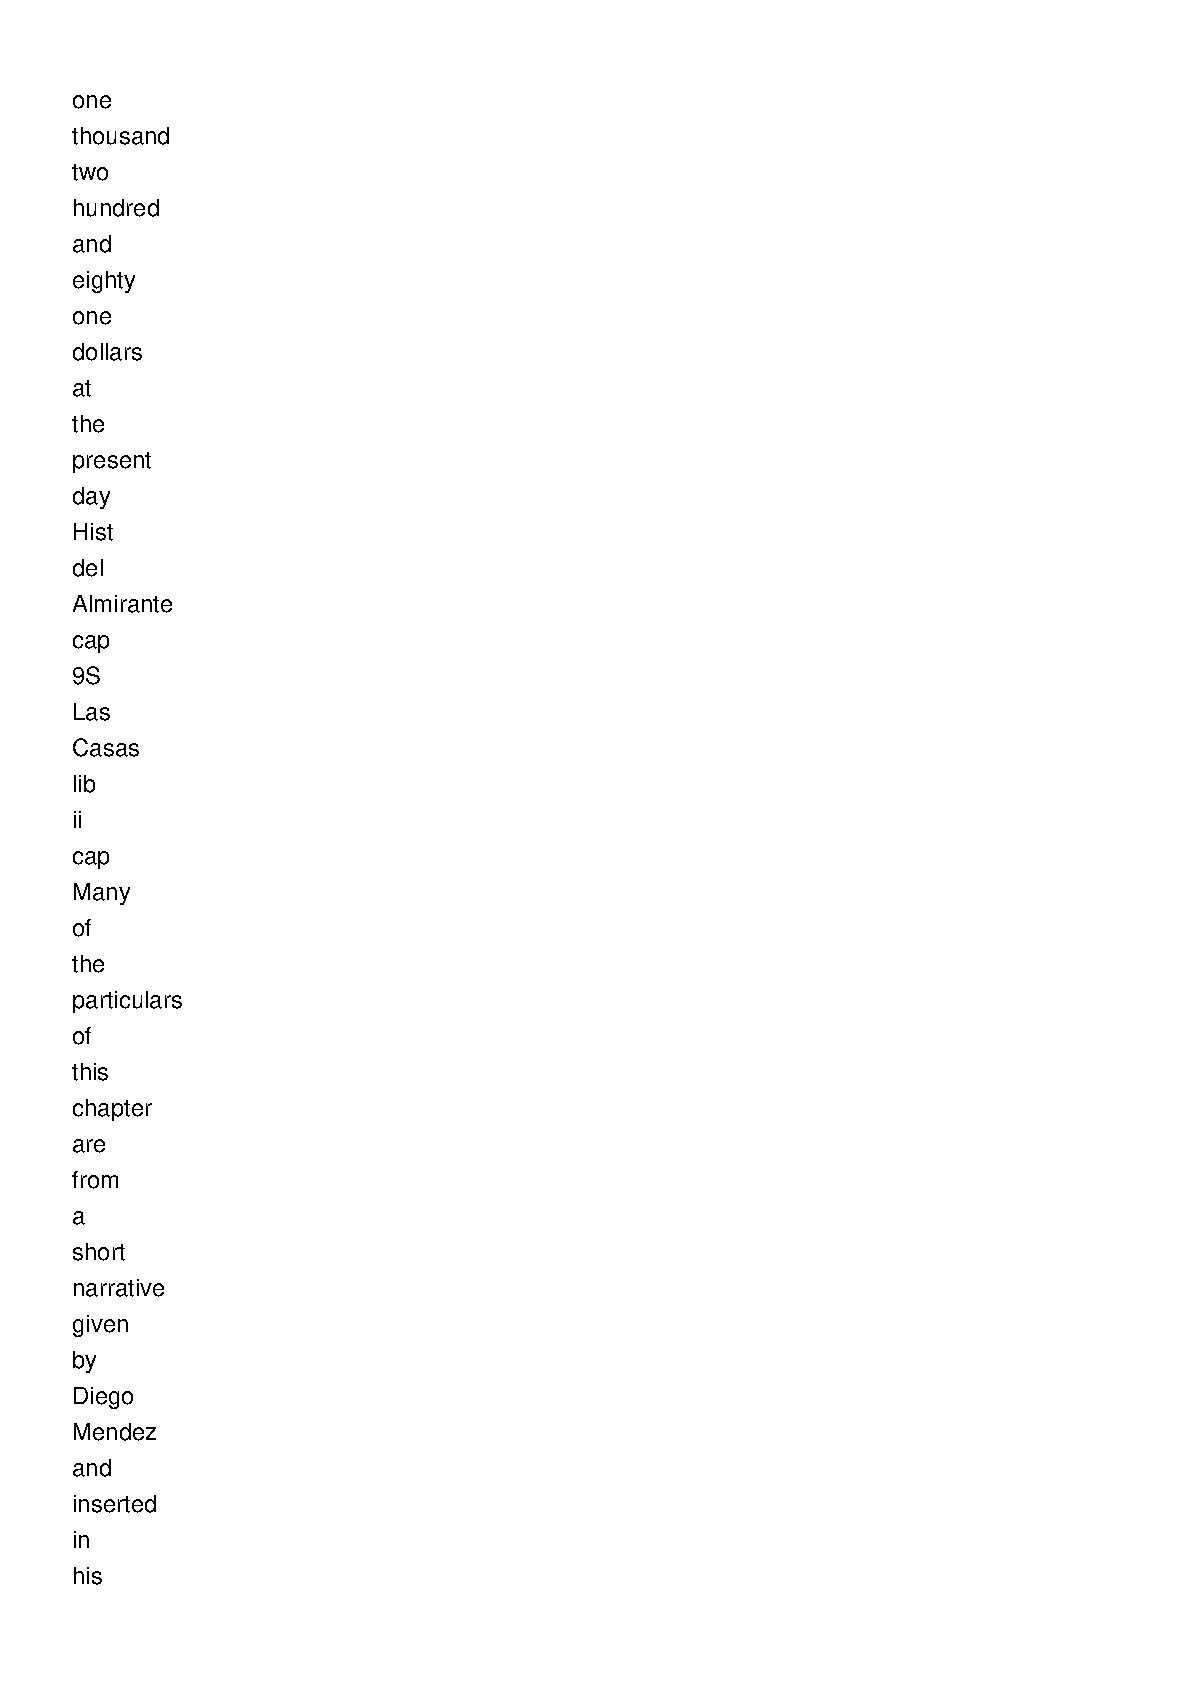 one
thousand
two
hundred
and
eighty
one
dollars
at
the
present
day
Hist
del
Almirante
cap
9S
Las
Casas
lib
ii
cap
Many
of
the
particulars
of
this
chapter
are
from
a
short
narrative
given
by
Diego
Mendez
and
inserted
in
his